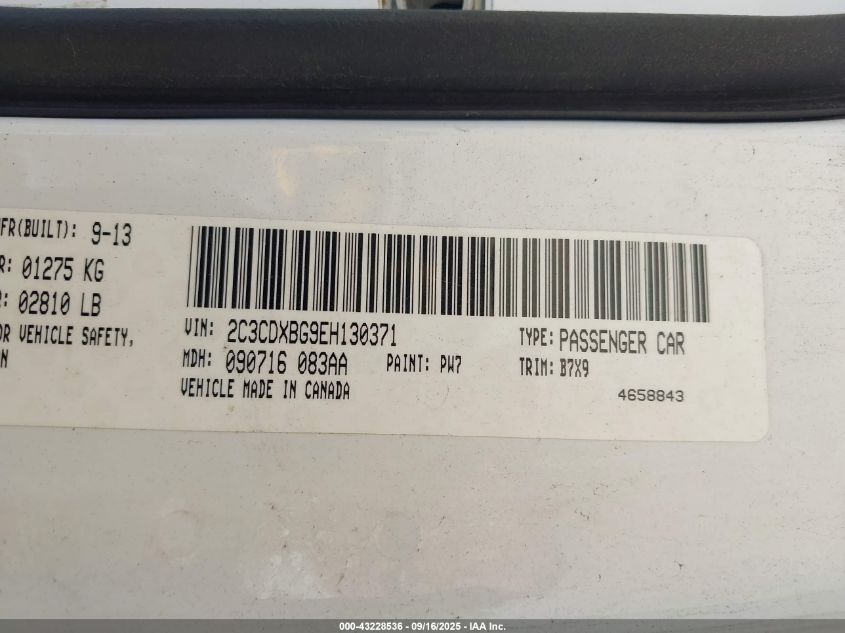 FR(BUILT): 9-13
R: 01275 KG
: 02810 LB
OR VEHICLE SAFETY,
N
VIN: 2C3CDXBG9EH130371
TYPE: PASSENGER CAR
MDH: 090716 083AA
PAINT: PW7
TRIM: B7X9
VEHICLE MADE IN CANADA
4658843
000-43228536 - 09/16/2025 - IAA Inc.